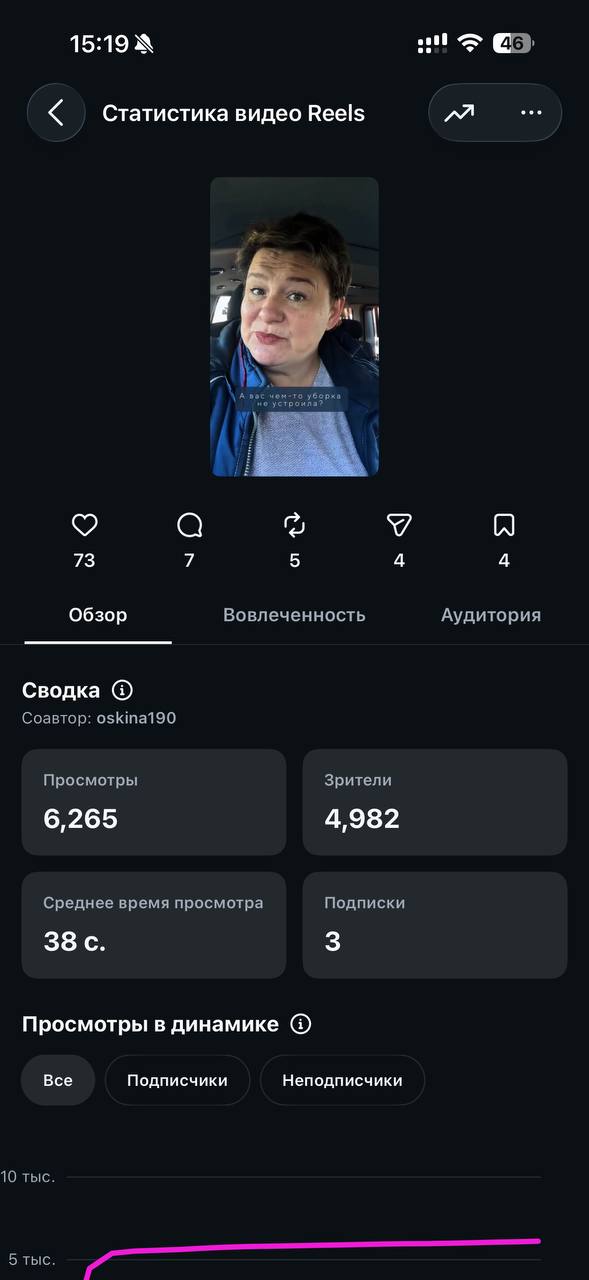 15:19
46
Статистика видео Reels
А вас чем-то уборка
не устроила?
73 7 5 4 4
Обзор Вовлеченность Аудитория
Сводка
Соавтор: oskina190
Просмотры Зрители
6,265 4,982
Среднее время просмотра Подписки
38 с. 3
Просмотры в динамике
Все Подписчики Неподписчики
10 тыс.
5 тыс.